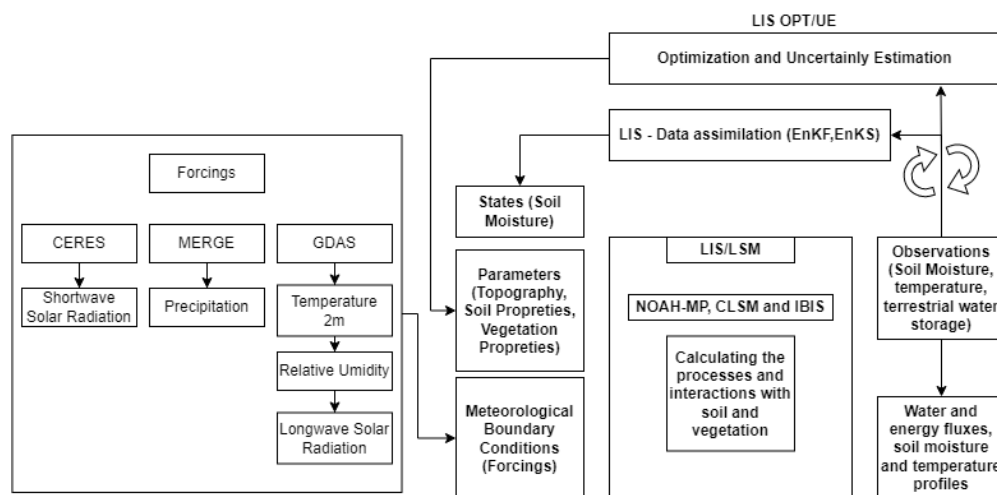 LIS OPT/UE
Optimization and Uncertainly Estimation
LIS - Data assimilation (EnKF,EnKS)
Forcings
CERES
MERGE
GDAS
Shortwave
Solar Radiation
Precipitation
Temperature
2m
Relative Umidity
Longwave Solar
Radiation
States (Soil
Moisture)
Parameters
(Topography,
Soil Propreties,
Vegetation
Propreties)
Meteorological
Boundary
Conditions
(Forcings)
LIS/LSM
NOAH-MP, CLSM and IBIS
Calculating the
processes and
interactions with
soil and
vegetation
Observations
(Soil Moisture,
temperature,
terrestrial water
storage)
Water and
energy fluxes,
soil moisture
and temperature
profiles